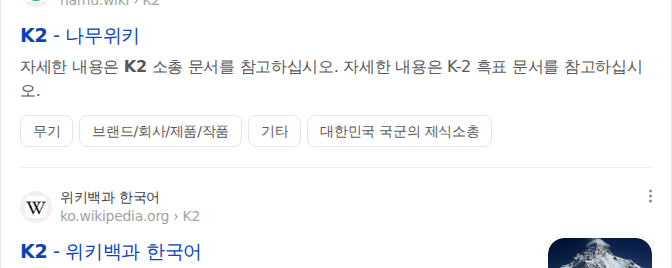 namu.wiki › K2
K2 - 나무위키
자세한 내용은 K2 소총 문서를 참고하십시오. 자세한 내용은 K-2 흑표 문서를 참고하십시
오.
무기 브랜드/회사/제품/작품 기타 대한민국 국군의 제식소총
W 위키백과 한국어
ko.wikipedia.org › K2
K2 - 위키백과 한국어